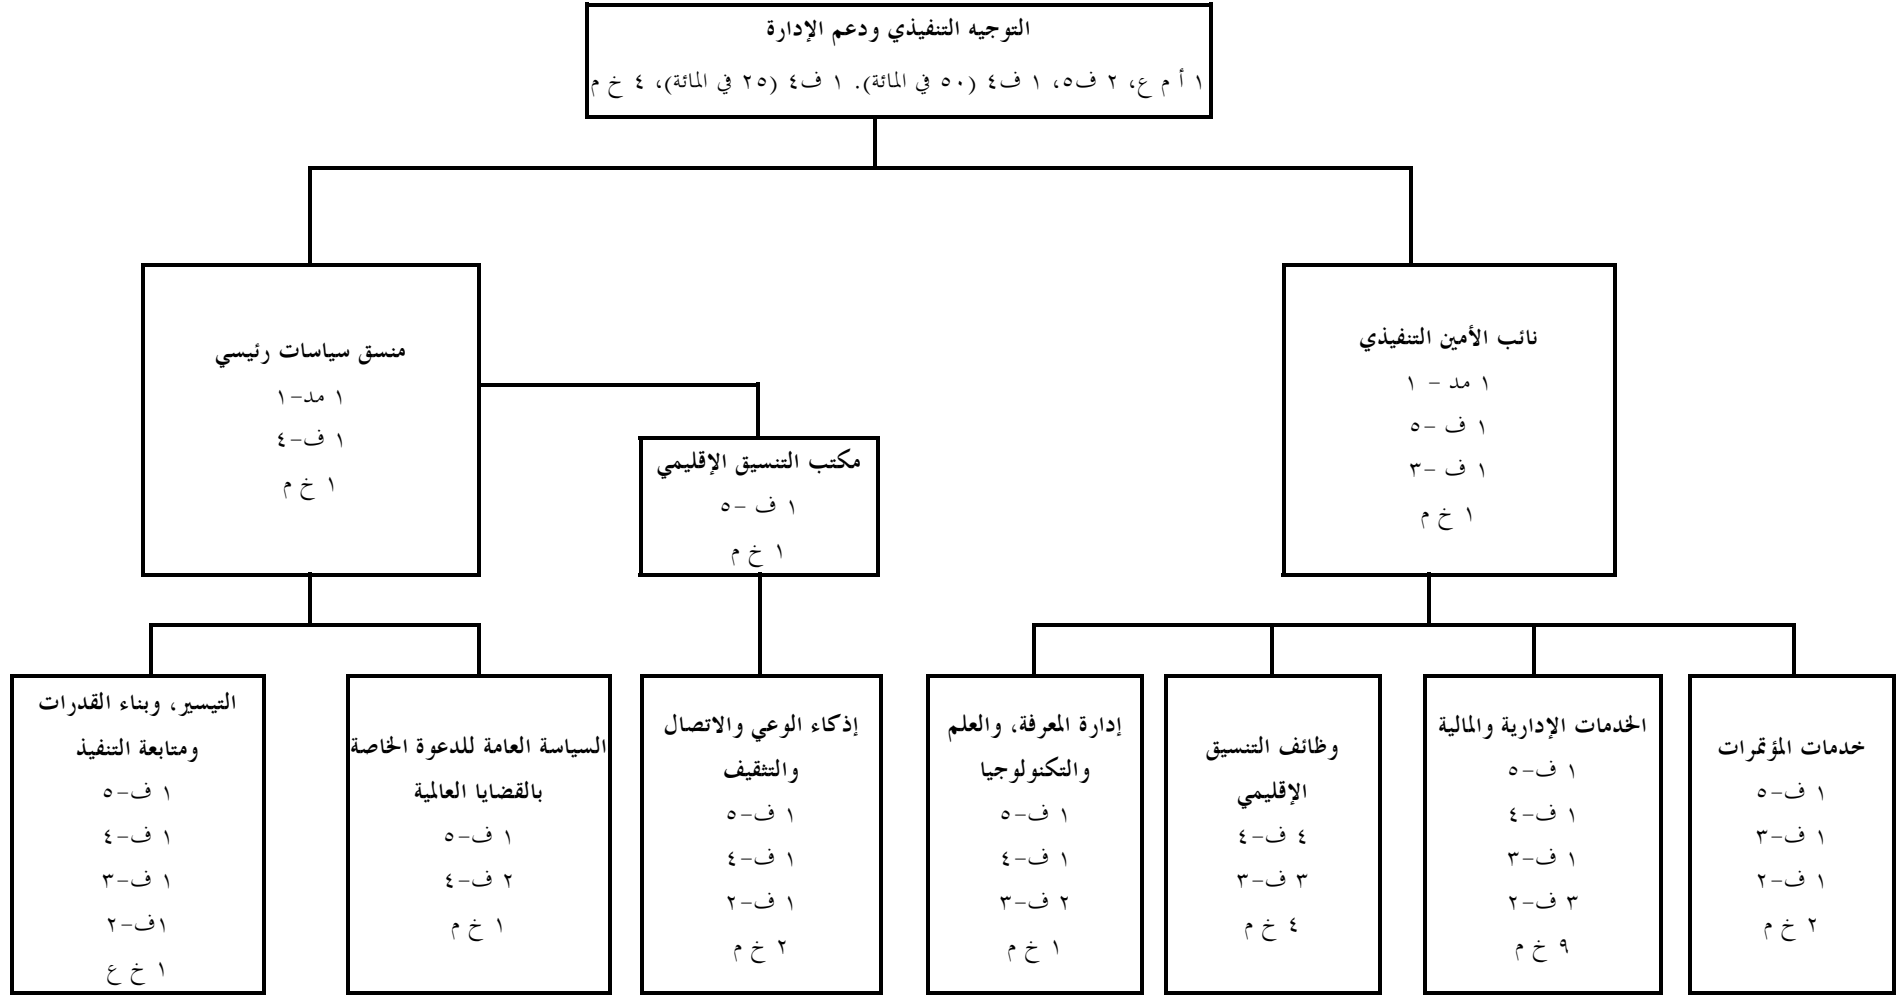 التوجيه التنفيذي ودعم الإدارة
١ أ م ع، ٢ ف٥، ١ ف٤ (٥٠ في المائة). ١ ف٤ (٢٥ في المائة)، ٤ خ م
نائب الأمين التنفيذي
١ مد - ١
١ ف -٥
١ ف -٣
١ خ م
منسق سياسات رئيسي
١ مد-١
١ ف-٤
١ خ م
مكتب التنسيق الإقليمي
١ ف -٥
١ خ م
خدمات المؤتمرات
١ ف-٥
١ ف-٣
١ ف-٢
٢ خ م
الخدمات الإدارية والمالية
١ ف-٥
١ ف-٤
١ ف-٣
٣ ف-٢
٩ خ م
وظائف التنسيق
الإقليمي
٤ ف-٤
٣ ف-٣
٤ خ م
إدارة المعرفة، والعلم
والتكنولوجيا
١ ف-٥
١ ف-٤
٢ ف-٣
١ خ م
إذكاء الوعي والاتصال
والتثقيف
١ ف-٥
١ ف-٤
١ ف-٢
٢ خ م
السياسة العامة للدعوة الخاصة
بالقضايا العالمية
١ ف-٥
٢ ف-٤
١ خ م
التيسير، وبناء القدرات
ومتابعة التنفيذ
١ ف-٥
١ ف-٤
١ ف-٣
١ف-٢
١ خ ع